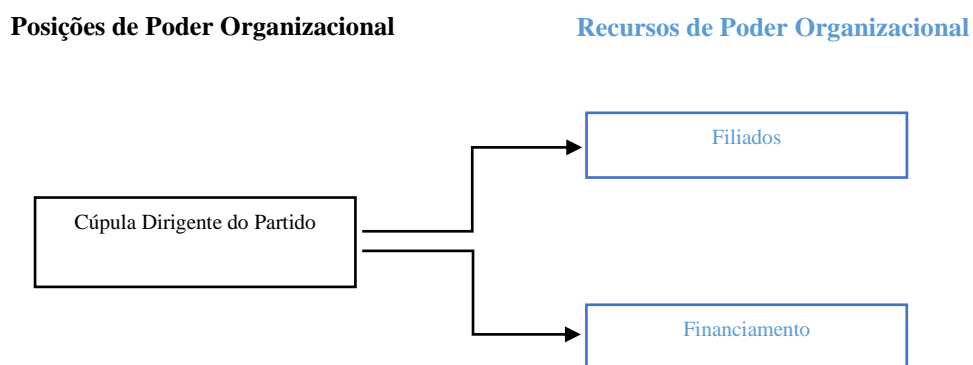 Posições de Poder Organizacional
Recursos de Poder Organizacional
Filiados
Cúpula Dirigente do Partido
Financiamento